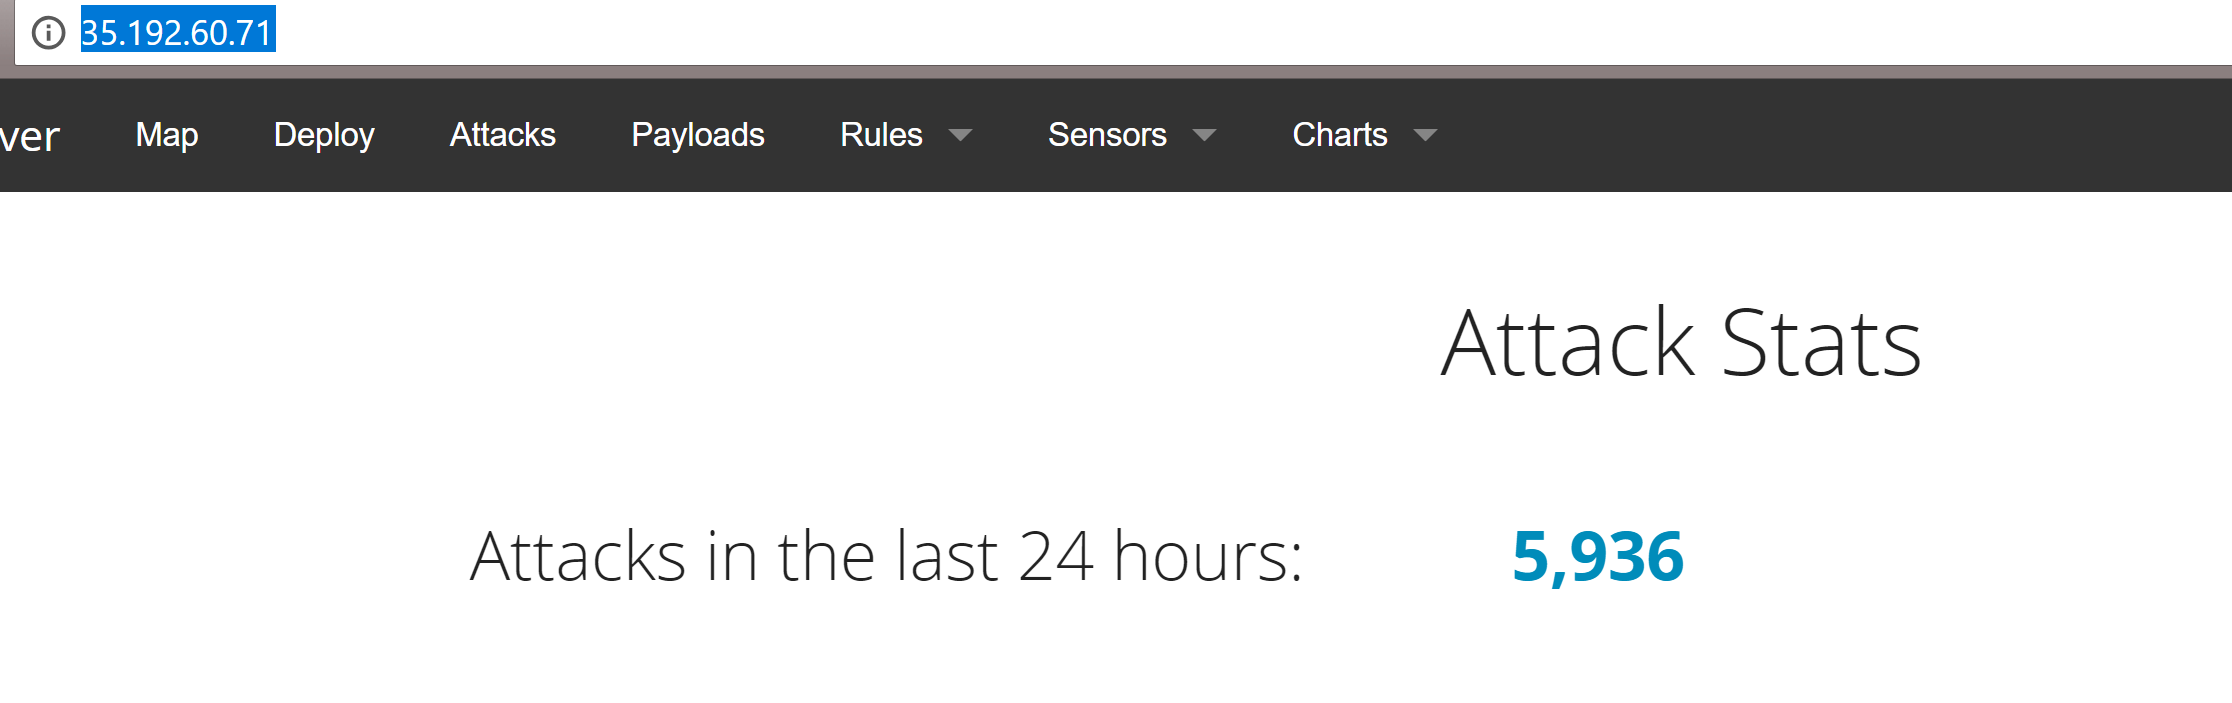 35.192.60.71
ver Map Deploy Attacks Payloads Rules Sensors Charts
Attack Stats
Attacks in the last 24 hours: 5,936